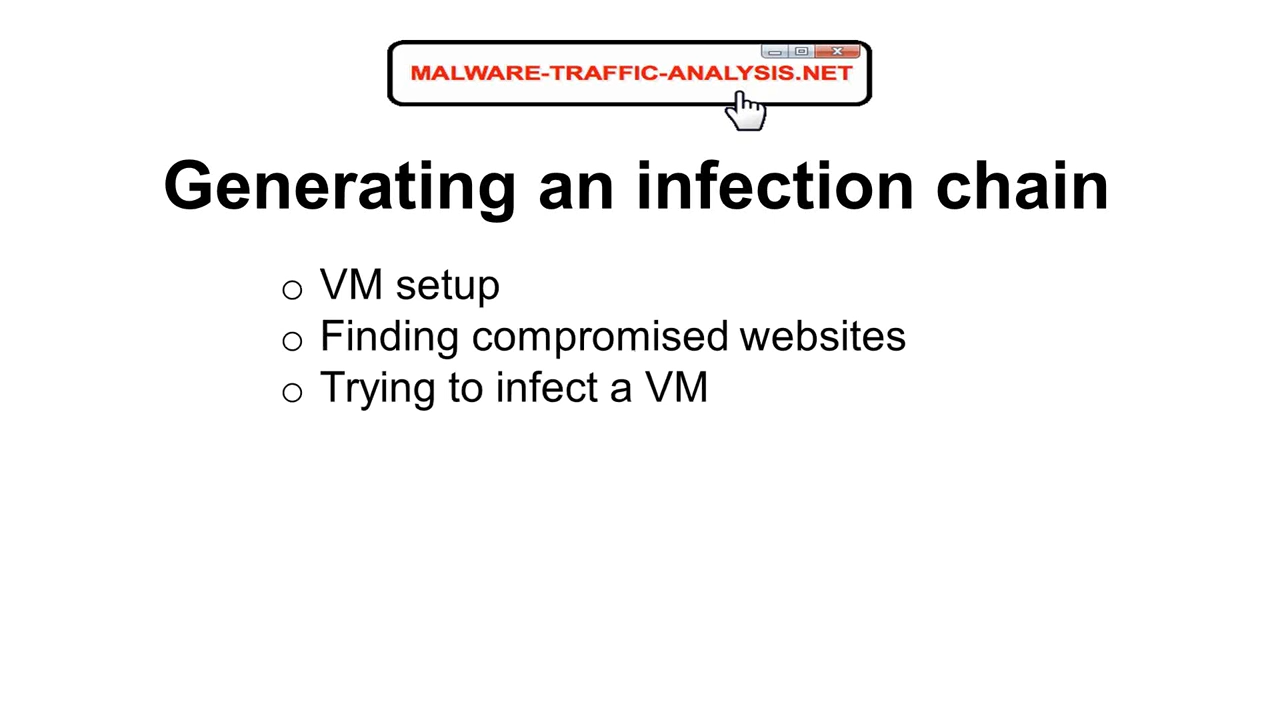 MALWARE-TRAFFIC-ANALYSIS.NET
Generating an infection chain
o VM setup
o Finding compromised websites
o Trying to infect a VM